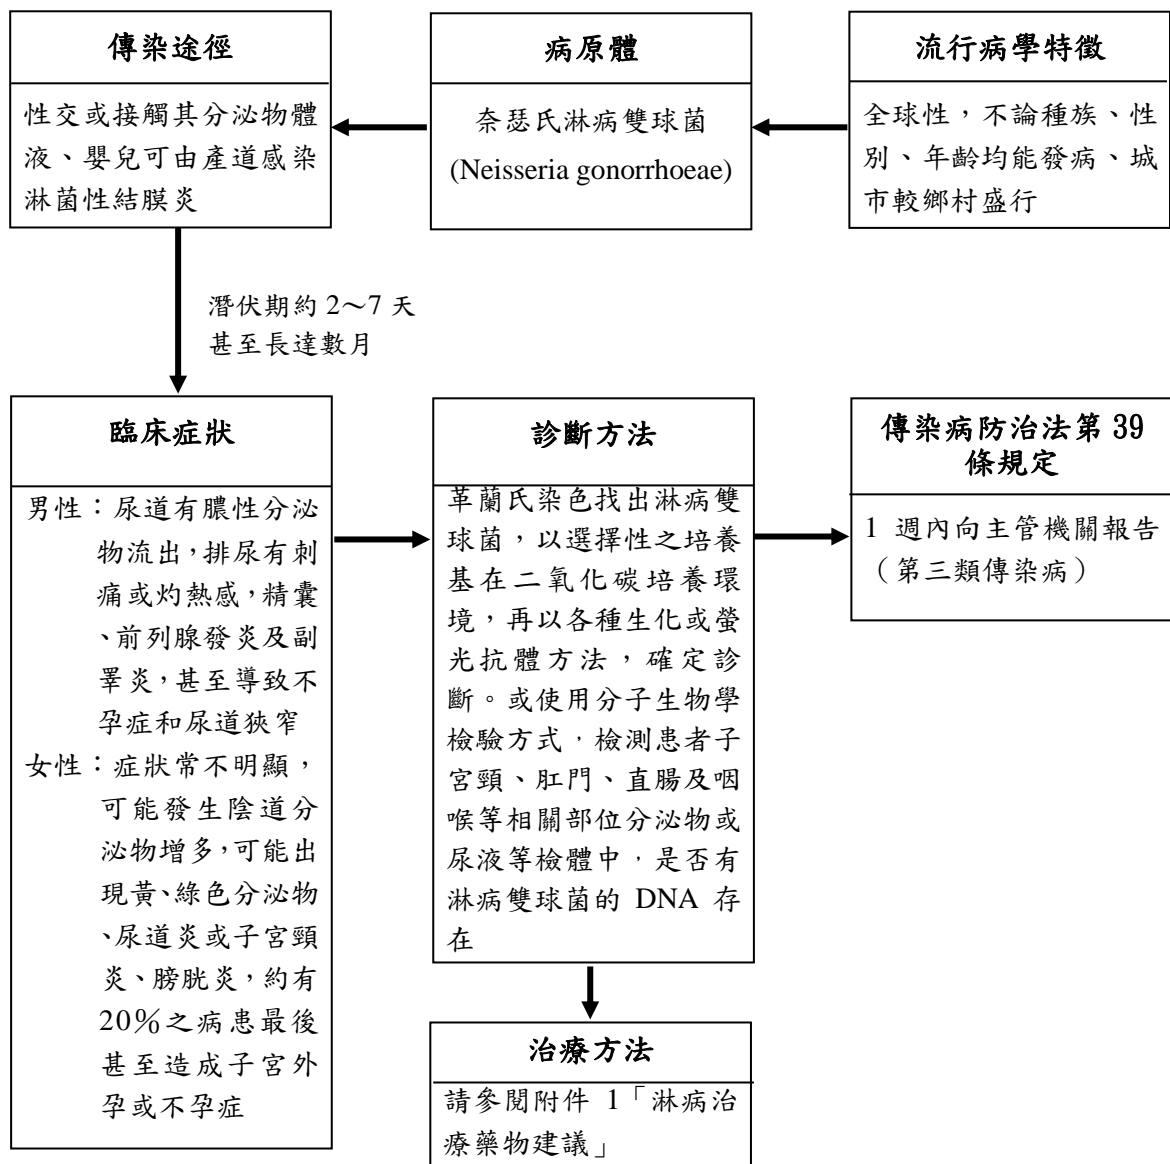 傳染途徑
性交或接觸其分泌物體
液、嬰兒可由產道感染
淋菌性結膜炎
病原體
奈瑟氏淋病雙球菌
(Neisseria gonorrhoeae)
流行病學特徵
全球性，不論種族、性
別、年齡均能發病、城
市較鄉村盛行
潛伏期約 2～7 天
甚至長達數月
臨床症狀
男性：尿道有膿性分泌
物流出，排尿有刺
痛或灼熱感，精囊
、前列腺發炎及副
睪炎，甚至導致不
孕症和尿道狹窄
女性：症狀常不明顯，
可能發生陰道分
泌物增多，可能出
現黃、綠色分泌物
、尿道炎或子宮頸
炎、膀胱炎，約有
20％之病患最後
甚至造成子宮外
孕或不孕症
診斷方法
革蘭氏染色找出淋病雙
球菌，以選擇性之培養
基在二氧化碳培養環
境，再以各種生化或螢
光抗體方法，確定診
斷。或使用分子生物學
檢驗方式，檢測患者子
宮頸、肛門、直腸及咽
喉等相關部位分泌物或
尿液等檢體中，是否有
淋病雙球菌的 DNA 存
在
傳染病防治法第 39
條規定
1 週內向主管機關報告
（第三類傳染病）
治療方法
請參閱附件 1「淋病治
療藥物建議」